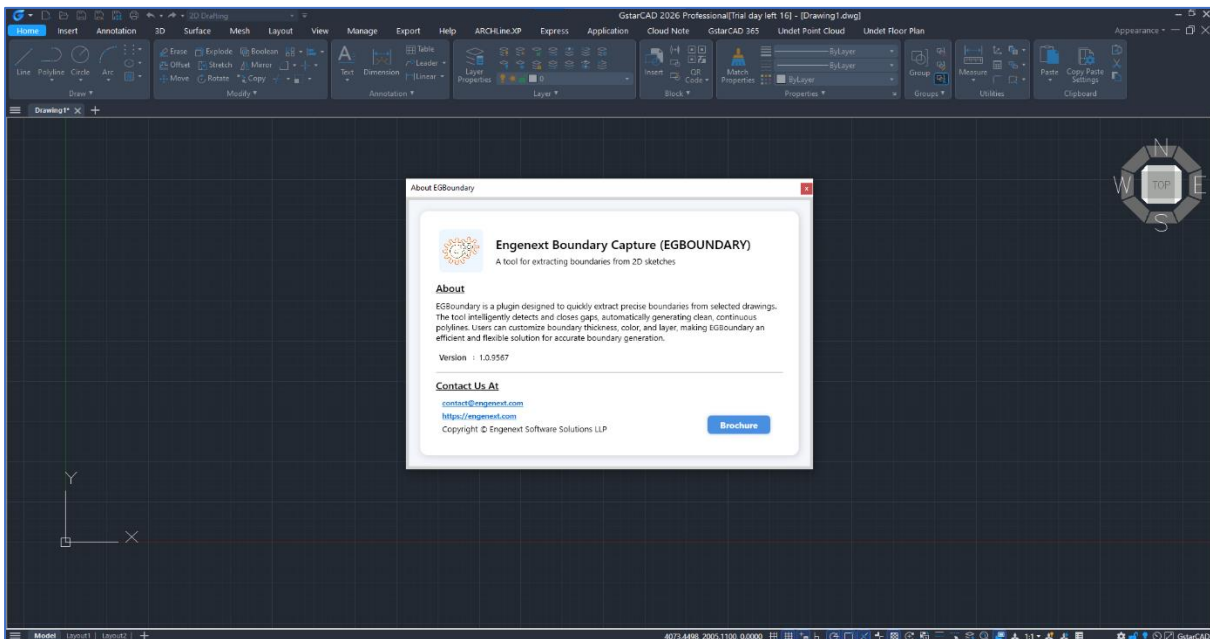 2D Drafting
GstarCAD 2026 Professional[Trial day left 16] - [Drawing1.dwg]
Home Insert Annotation 3D Surface Mesh Layout View Manage Export Help ARCHLine.XP Express Application Cloud Note GstarCAD 365 Undet Point Cloud Undet Floor Plan Appearance
Erase Explode Boolean Table
Offset Stretch Mirror Leader ByLayer
Line Polyline Circle Arc Move Rotate Copy Text Dimension Linear Layer Properties 0 Insert QR Code Match Properties ByLayer ByLayer Group Measure Paste Copy Paste Settings
Draw Modify Annotation Layer Block Properties Groups Utilities Clipboard
Drawing1*
N
W TOP E
S
About EGBoundary
Engenext Boundary Capture (EGBOUNDARY)
A tool for extracting boundaries from 2D sketches
About
EGBoundary is a plugin designed to quickly extract precise boundaries from selected drawings.
The tool intelligently detects and closes gaps, automatically generating clean, continuous
polylines. Users can customize boundary thickness, color, and layer, making EGBoundary an
efficient and flexible solution for accurate boundary generation.
Version : 1.0.9567
Contact Us At
contact@engenext.com
https://engenext.com
Copyright © Engenext Software Solutions LLP
Brochure
Y
X
Model Layout1 Layout2 4073.4498, 2005.1100, 0.0000 1:1 GstarCAD